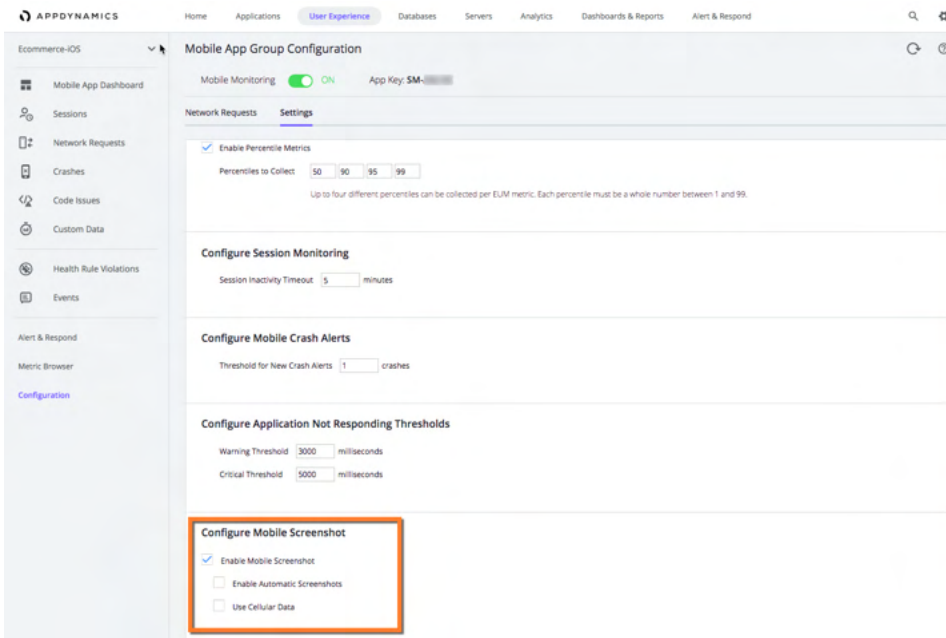 APPDYNAMICS
Home Applications User Experience Databases Servers Analytics Dashboards & Reports Alert & Respond
Ecommerce-iOS
Mobile App Group Configuration
Mobile Monitoring ON App Key: SM-
Mobile App Dashboard
Sessions
Network Requests
Crashes
Code Issues
Custom Data
Health Rule Violations
Events
Alert & Respond
Metric Browser
Configuration
Network Requests Settings
Enable Percentile Metrics
Percentiles to Collect 50 90 95 99
Up to four different percentiles can be collected per EUM metric. Each percentile must be a whole number between 1 and 99.
Configure Session Monitoring
Session Inactivity Timeout 5 minutes
Configure Mobile Crash Alerts
Threshold for New Crash Alerts 1 crashes
Configure Application Not Responding Thresholds
Warning Threshold 3000 milliseconds
Critical Threshold 5000 milliseconds
Configure Mobile Screenshot
Enable Mobile Screenshot
Enable Automatic Screenshots
Use Cellular Data